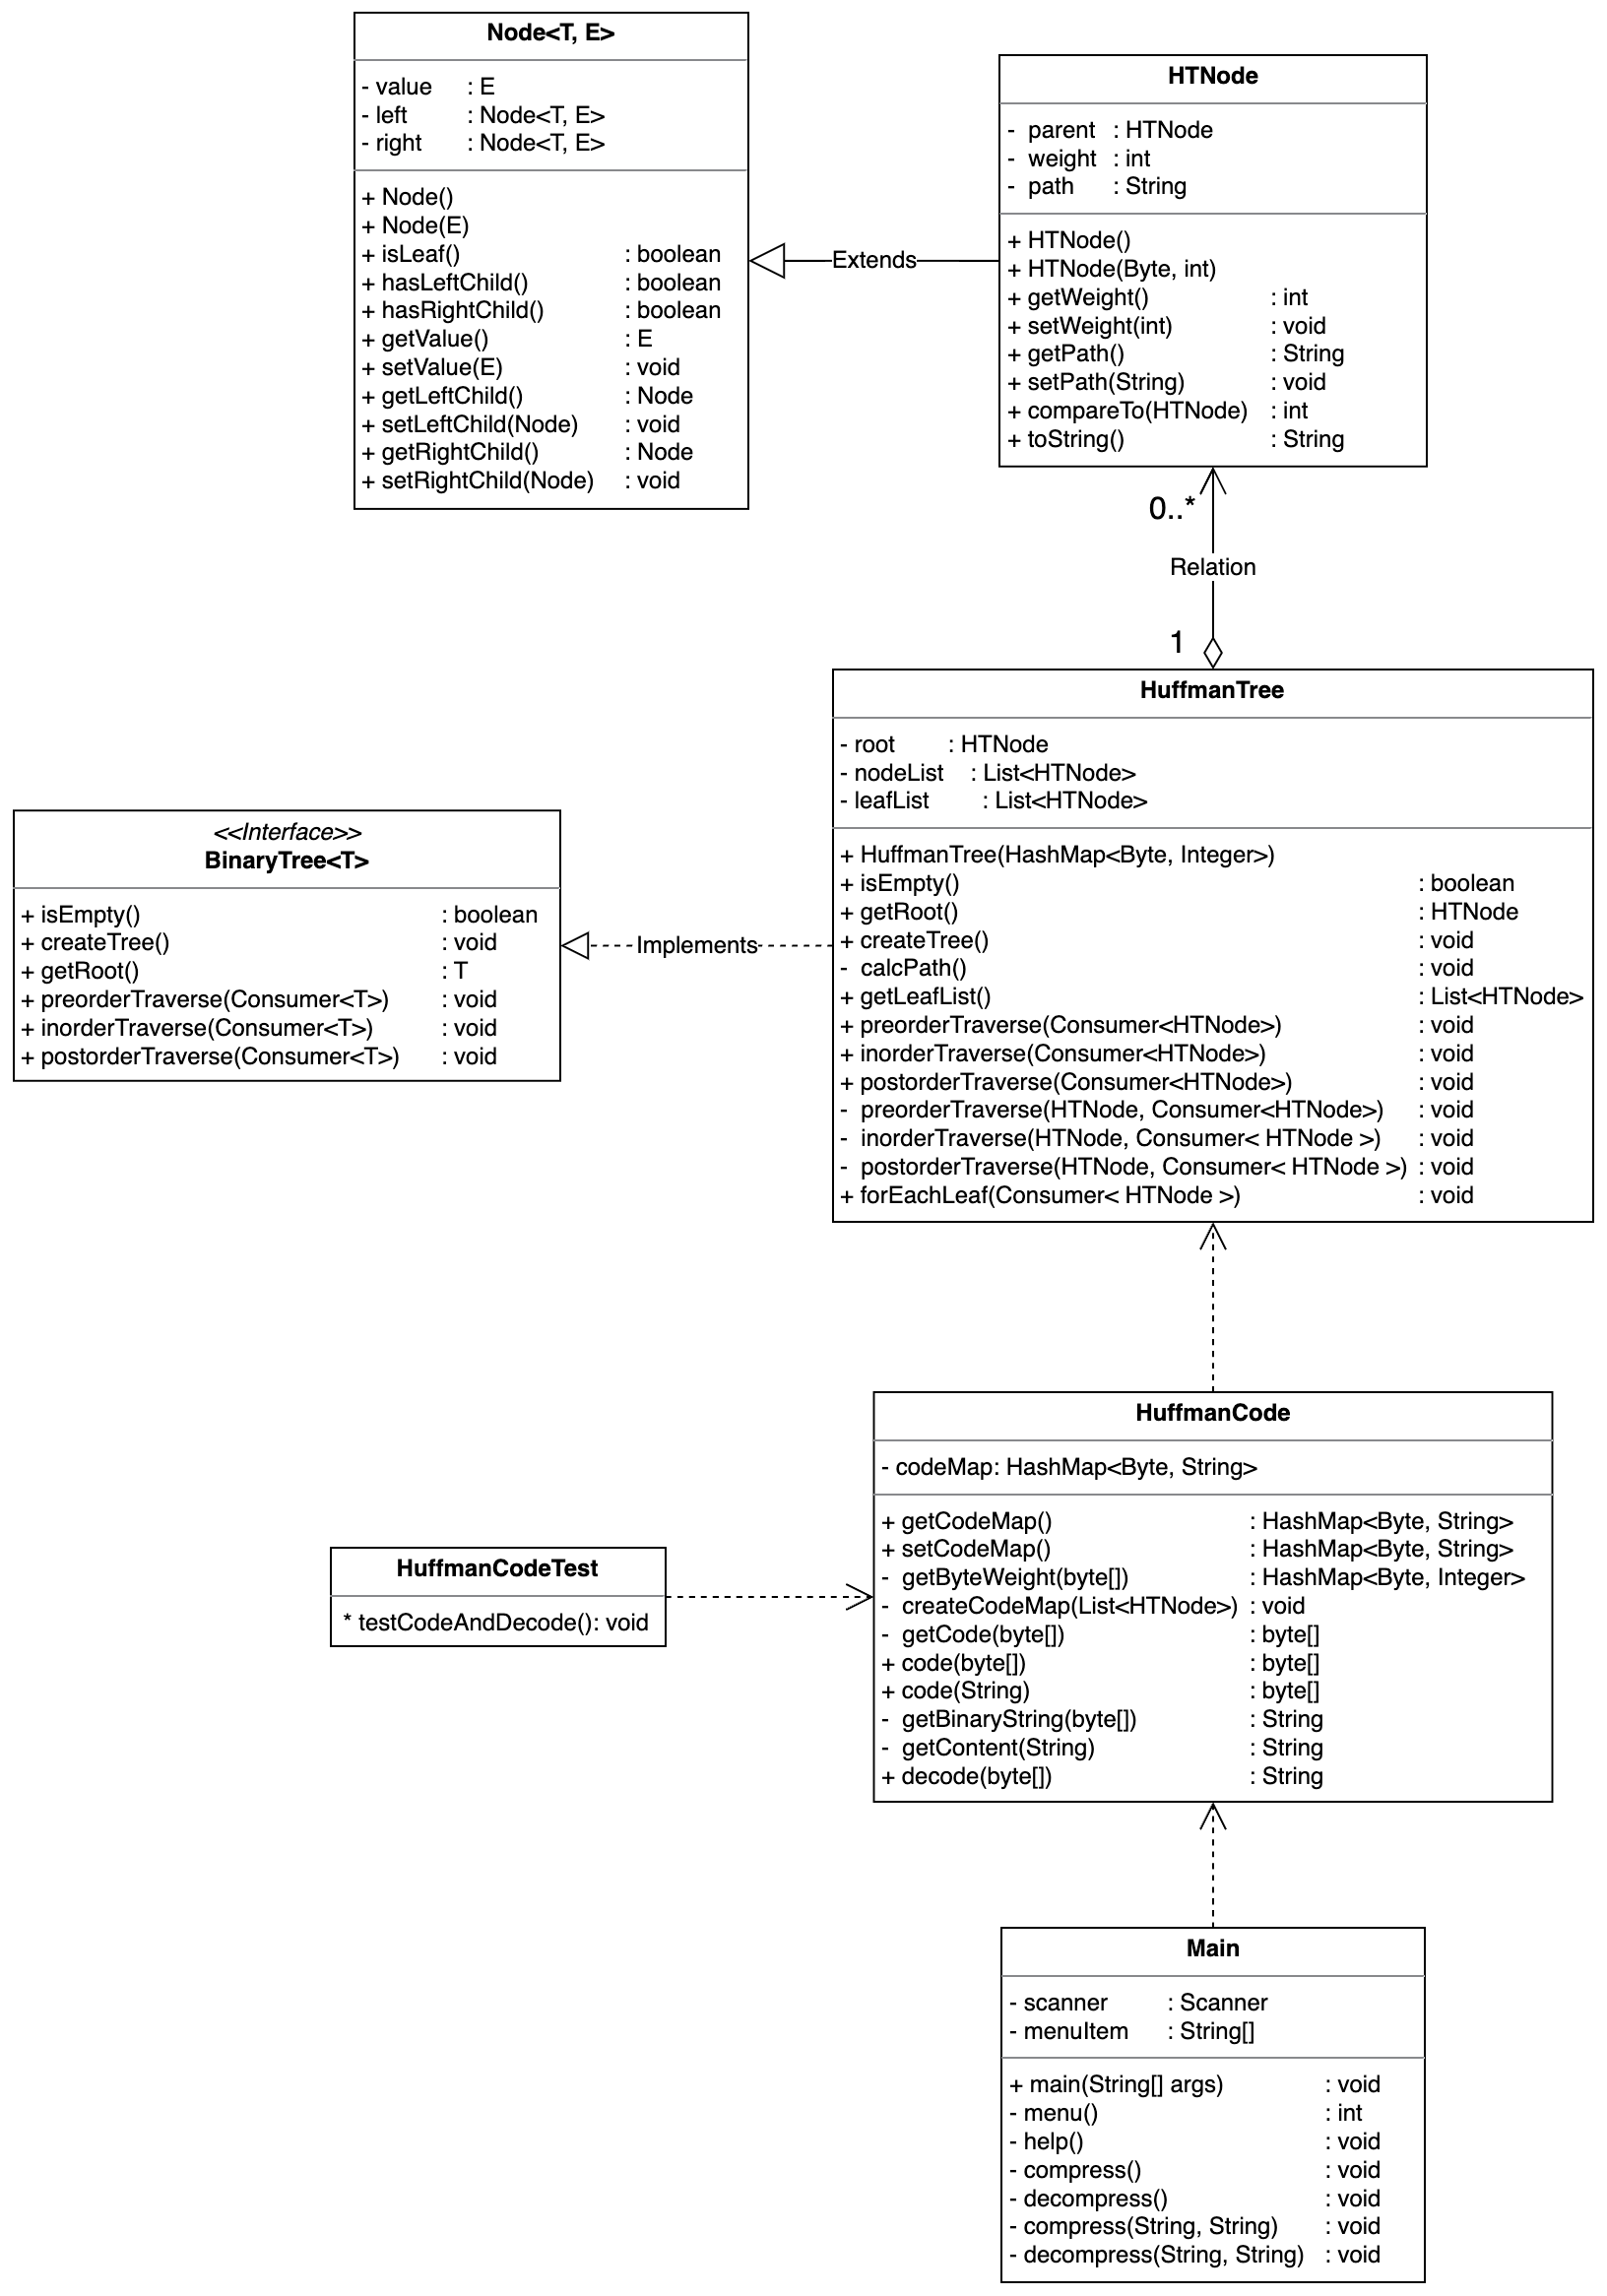 Node<T, E>
- value : E
- left : Node<T, E>
- right : Node<T, E>
+ Node()
+ Node(E)
+ isLeaf() : boolean
+ hasLeftChild() : boolean
+ hasRightChild() : boolean
+ getValue() : E
+ setValue(E) : void
+ getLeftChild() : Node
+ setLeftChild(Node) : void
+ getRightChild() : Node
+ setRightChild(Node) : void
Extends
HTNode
- parent : HTNode
- weight : int
- path : String
+ HTNode()
+ HTNode(Byte, int)
+ getWeight() : int
+ setWeight(int) : void
+ getPath() : String
+ setPath(String) : void
+ compareTo(HTNode) : int
+ toString() : String
0..*
Relation
1
HuffmanTree
- root : HTNode
- nodeList : List<HTNode>
- leafList : List<HTNode>
+ HuffmanTree(HashMap<Byte, Integer>)
+ isEmpty() : boolean
+ getRoot() : HTNode
+ createTree() : void
- calcPath() : void
+ getLeafList() : List<HTNode>
+ preorderTraverse(Consumer<HTNode>) : void
+ inorderTraverse(Consumer<HTNode>) : void
+ postorderTraverse(Consumer<HTNode>) : void
- preorderTraverse(HTNode, Consumer<HTNode>) : void
- inorderTraverse(HTNode, Consumer< HTNode >) : void
- postorderTraverse(HTNode, Consumer< HTNode >) : void
+ forEachLeaf(Consumer< HTNode >) : void
<<Interface>>
BinaryTree<T>
+ isEmpty() : boolean
+ createTree() : void
+ getRoot() : T
+ preorderTraverse(Consumer<T>) : void
+ inorderTraverse(Consumer<T>) : void
+ postorderTraverse(Consumer<T>) : void
Implements
HuffmanCode
- codeMap: HashMap<Byte, String>
+ getCodeMap() : HashMap<Byte, String>
+ setCodeMap() : HashMap<Byte, String>
- getByteWeight(byte[]) : HashMap<Byte, Integer>
- createCodeMap(List<HTNode>) : void
- getCode(byte[]) : byte[]
+ code(byte[]) : byte[]
+ code(String) : byte[]
- getBinaryString(byte[]) : String
- getContent(String) : String
+ decode(byte[]) : String
HuffmanCodeTest
* testCodeAndDecode(): void
Main
- scanner : Scanner
- menuItem : String[]
+ main(String[] args) : void
- menu() : int
- help() : void
- compress() : void
- decompress() : void
- compress(String, String) : void
- decompress(String, String) : void